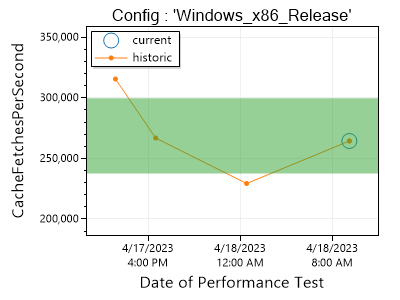 Config : 'Windows_x86_Release'
350,000
300,000
250,000
200,000
CacheFetchesPerSecond
current
historic
4/17/2023
4:00 PM
4/18/2023
12:00 AM
4/18/2023
8:00 AM
Date of Performance Test